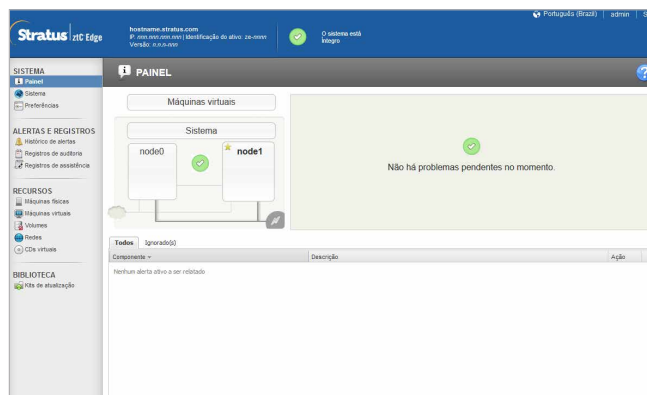 Português (Brazil) | admin | S
Stratus ztC Edge
hostname.stratus.com
IP: nnn.nnn.nnn.nnn | Identificação do ativo: ze-nnnn
Versão: n.n.n-nnn
O sistema está
íntegro
SISTEMA
Painel
Sistema
Preferências
ALERTAS E REGISTROS
Histórico de alertas
Registros de auditoria
Registros de assistência
RECURSOS
Máquinas físicas
Máquinas virtuais
Volumes
Redes
CDs virtuais
BIBLIOTECA
Kits de atualização
PAINEL
?
Máquinas virtuais
Sistema
node0
node1
Não há problemas pendentes no momento.
Todos Ignorado(s)
Componente Descrição Ação
Nenhum alerta ativo a ser relatado